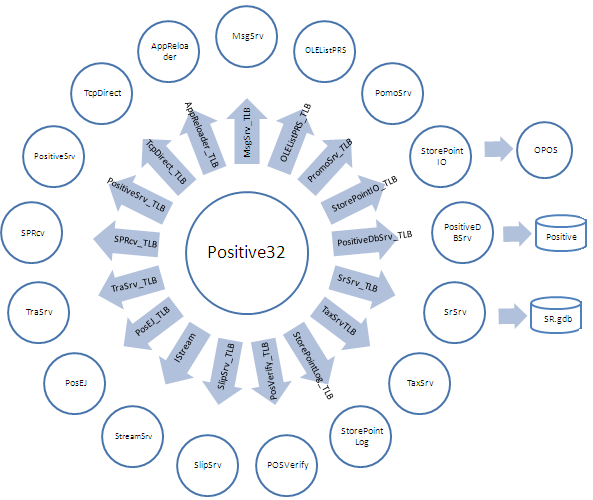 MsgSrv
AppReloa
der
OLEListPRS
TcpDirect
PomoSrv
PositiveSrv
StorePoint
IO
OPOS
SPRcv
PositiveD
BSrv
Positive
TraSrv
SrSrv
SR.gdb
PosEJ
TaxSrv
StreamSrv
StorePoint
Log
SlipSrv
POSVerify
Positive32
MsgSrv_TLB
OLEListPRS_TLB
PromoSrv_TLB
StorePointIO_TLB
PositiveDbSrv_TLB
SrSrv_TLB
TaxSrvTLB
StorePointLog_TLB
PosVerify_TLB
SlipSrv_TLB
IStream
PosEJ_TLB
TraSrv_TLB
SPRcv_TLB
PositiveSrv_TLB
TcpDirect_TLB
AppReloader_TLB